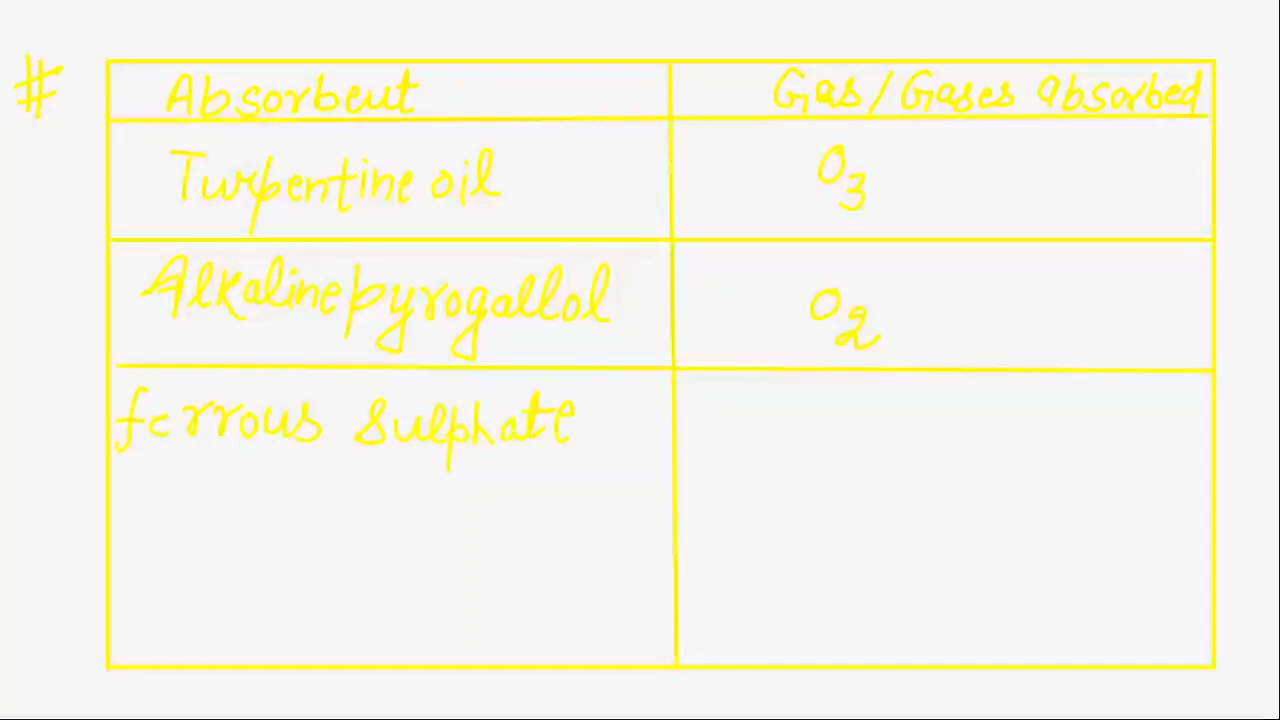 #
Absorbent Gas/Gases absorbed
Turpentine oil O3
Alkaline pyrogallol O2
ferrous sulphate